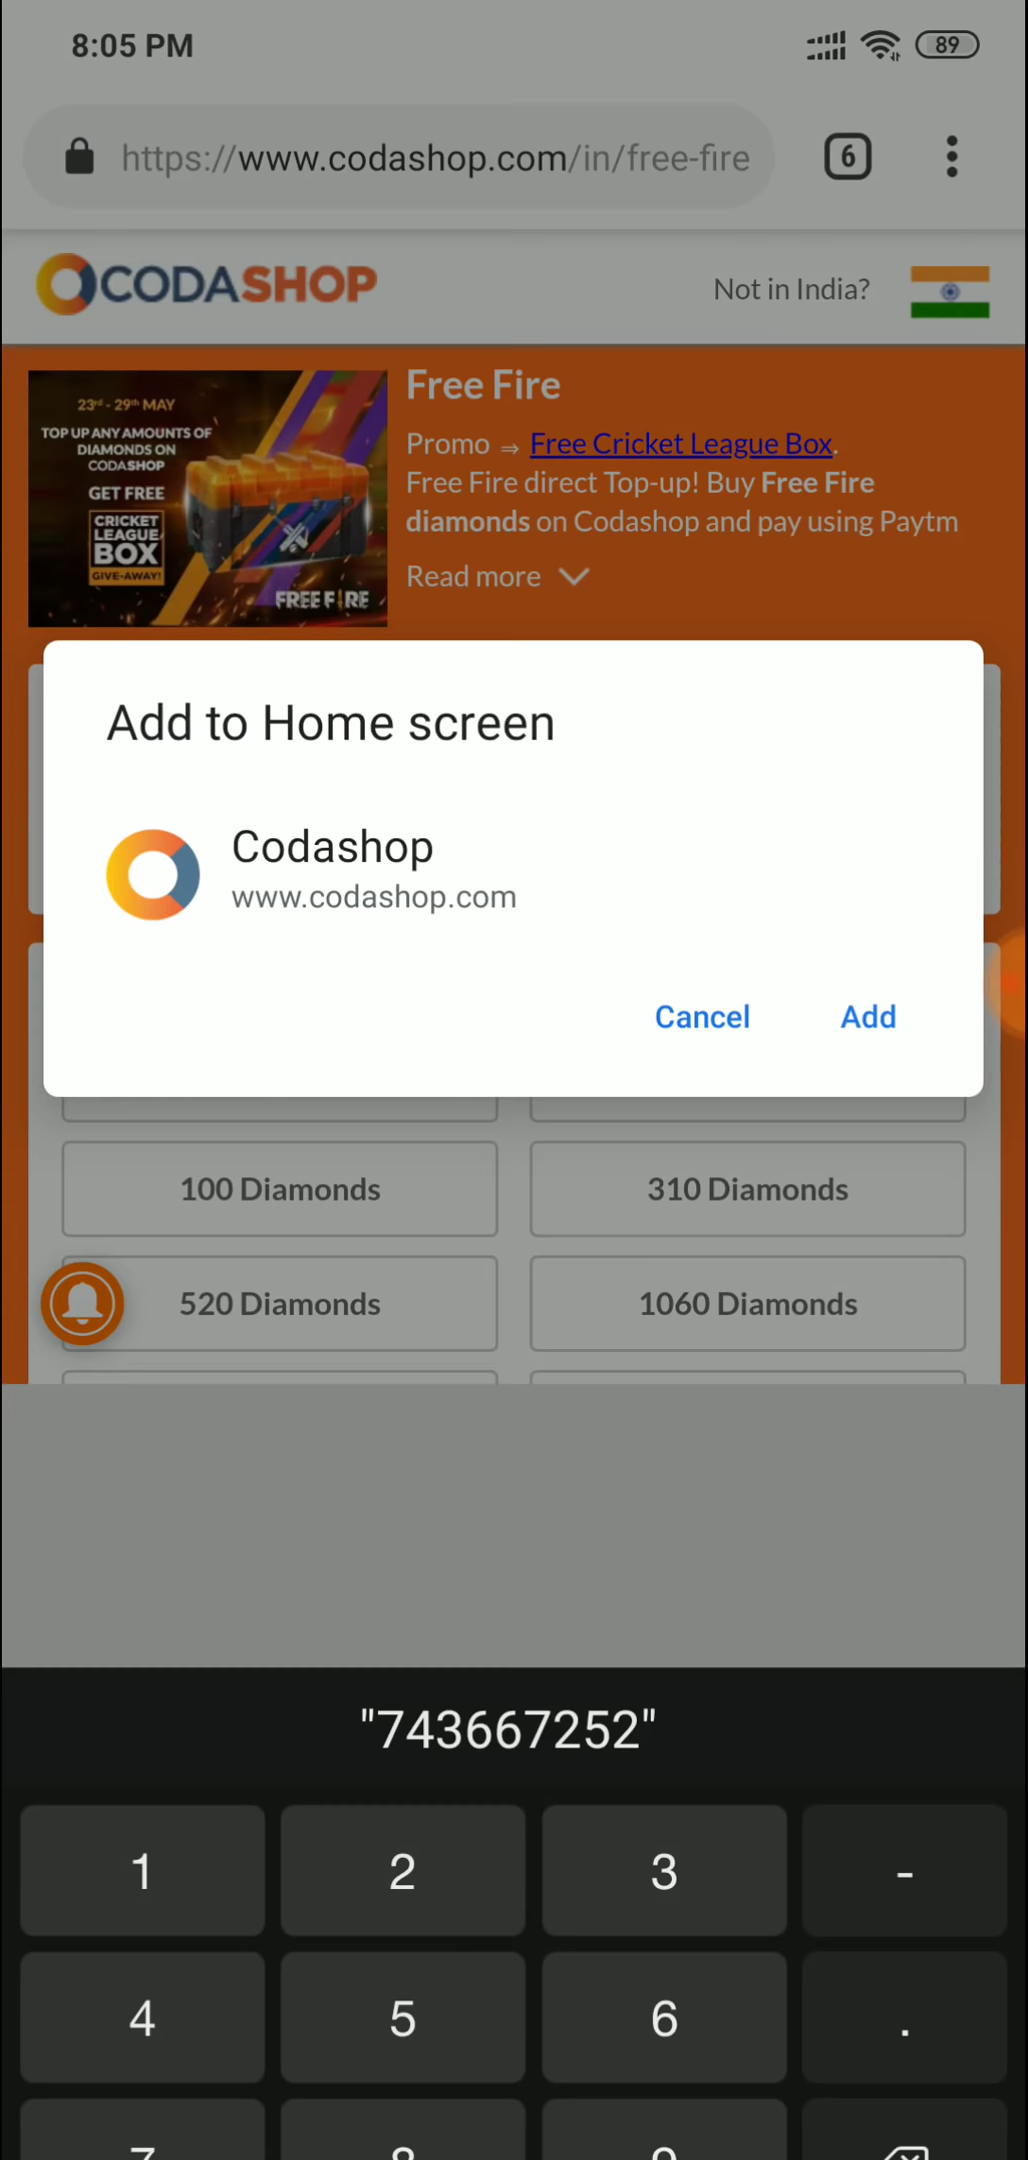 8:05 PM
89
https://www.codashop.com/in/free-fire
6
CODASHOP
Not in India?
23rd - 29th MAY
TOP UP ANY AMOUNTS OF
DIAMONDS ON
CODASHOP
GET FREE
CRICKET
LEAGUE
BOX
GIVE-AWAY!
FREE FIRE
Free Fire
Promo ⇒ Free Cricket League Box.
Free Fire direct Top-up! Buy Free Fire
diamonds on Codashop and pay using Paytm
Read more
Add to Home screen
Codashop
www.codashop.com
Cancel Add
100 Diamonds 310 Diamonds
520 Diamonds 1060 Diamonds
"743667252"
1 2 3 -
4 5 6 .
7 8 9